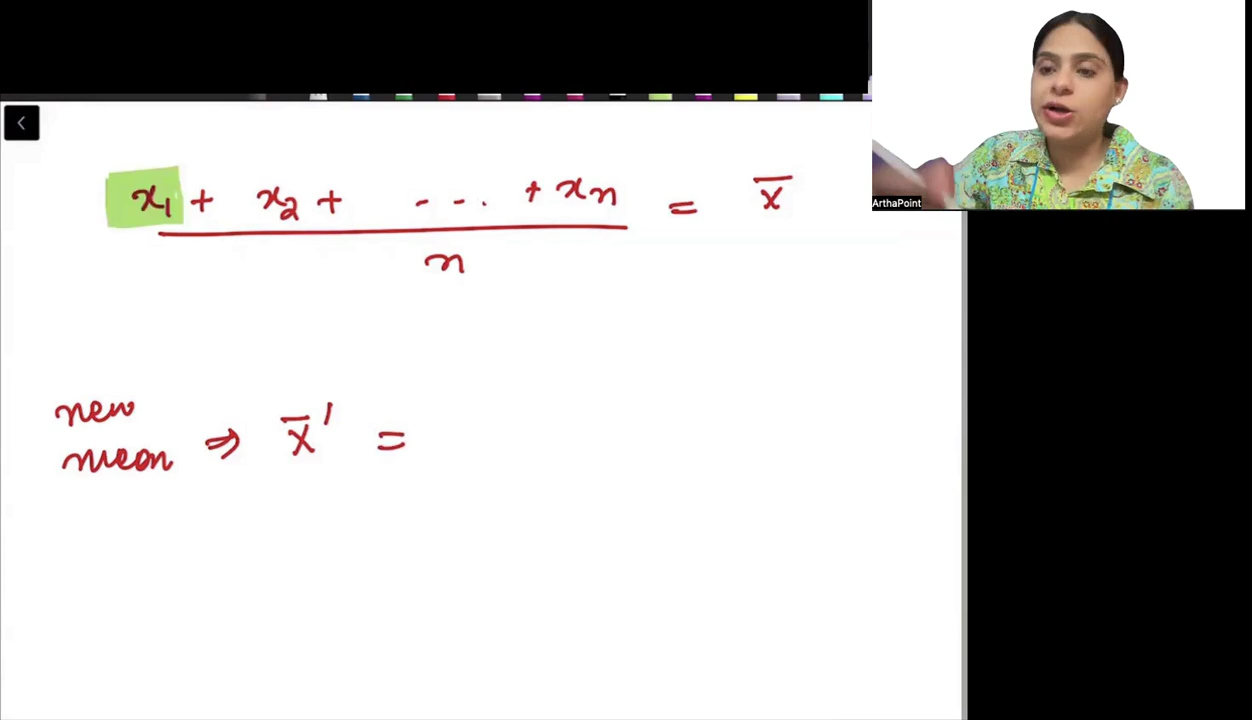 x₁ + x₂ + - - . . + xn = x̄
n
new
mean ⇒ x̄' =
ArthaPoint